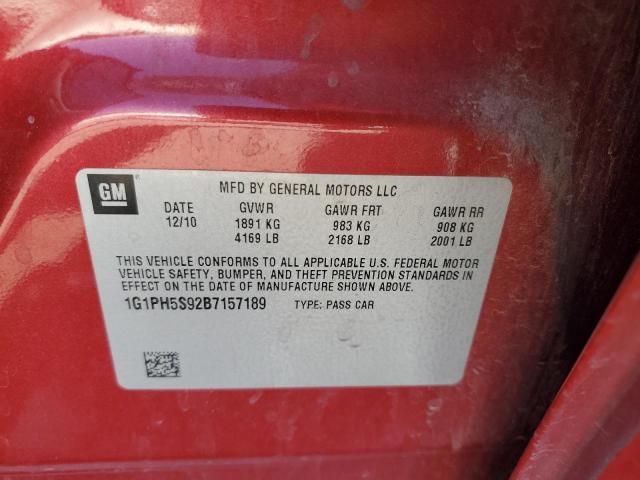 GM
MFD BY GENERAL MOTORS LLC
DATE GVWR GAWR FRT GAWR RR
12/10 1891 KG 983 KG 908 KG
4169 LB 2168 LB 2001 LB
THIS VEHICLE CONFORMS TO ALL APPLICABLE U.S. FEDERAL MOTOR
VEHICLE SAFETY, BUMPER, AND THEFT PREVENTION STANDARDS IN
EFFECT ON THE DATE OF MANUFACTURE SHOWN ABOVE.
1G1PH5S92B7157189 TYPE: PASS CAR